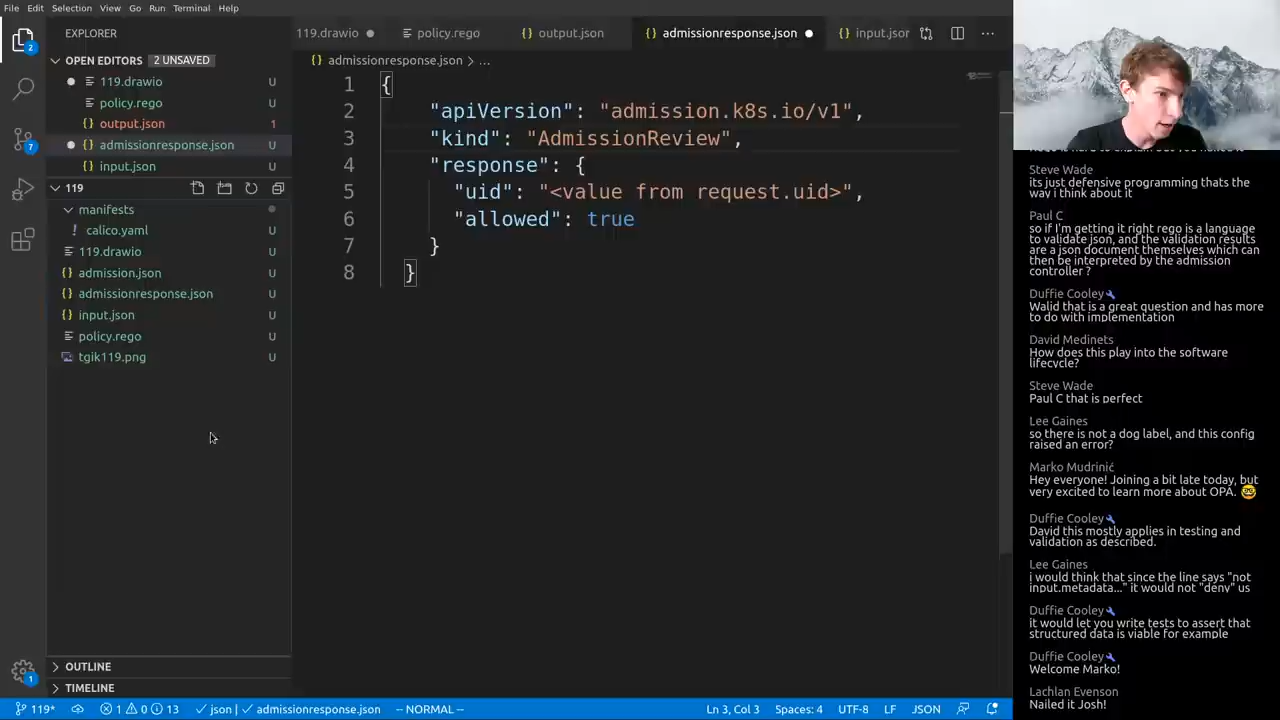 File Edit Selection View Go Run Terminal Help
EXPLORER
OPEN EDITORS 2 UNSAVED
119.drawio U
policy.rego U
output.json 1
admissionresponse.json U
input.json U
119
manifests
calico.yaml U
119.drawio U
admission.json U
admissionresponse.json U
input.json U
policy.rego U
tgik119.png U
OUTLINE
TIMELINE
2
7
1
119.drawio policy.rego output.json admissionresponse.json input.jsor
admissionresponse.json > ...
1 {
2 "apiVersion": "admission.k8s.io/v1",
3 "kind": "AdmissionReview",
4 "response": {
5 "uid": "<value from request.uid>",
6 "allowed": true
7 }
8 }
119* 1 0 13 json | admissionresponse.json -- NORMAL -- Ln 3, Col 3 Spaces: 4 UTF-8 LF JSON
Steve Wade
its just defensive programming thats the
way i think about it
Paul C
so if I'm getting it right rego is a language
to validate json, and the validation results
are a json document themselves which can
then be interpreted by the admission
controller ?
Duffie Cooley
Walid that is a great question and has more
to do with implementation
David Medinets
How does this play into the software
lifecycle?
Steve Wade
Paul C that is perfect
Lee Gaines
so there is not a dog label, and this config
raised an error?
Marko Mudrinić
Hey everyone! Joining a bit late today, but
very excited to learn more about OPA. 🤓
Duffie Cooley
David this mostly applies in testing and
validation as described.
Lee Gaines
i would think that since the line says "not
input.metadata..." it would not "deny" us
Duffie Cooley
it would let you write tests to assert that
structured data is viable for example
Duffie Cooley
Welcome Marko!
Lachlan Evenson
Nailed it Josh!